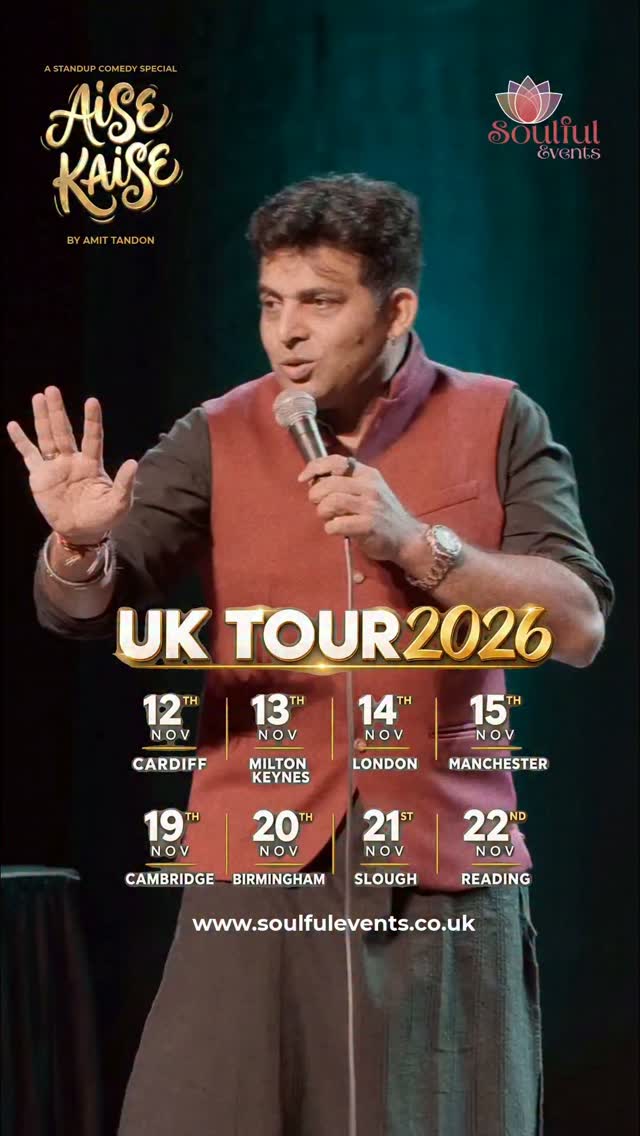 A STANDUP COMEDY SPECIAL
AISE
KAISE
BY AMIT TANDON
Soulful
Events
UK TOUR 2026
12TH
NOV
CARDIFF
13TH
NOV
MILTON
KEYNES
14TH
NOV
LONDON
15TH
NOV
MANCHESTER
19TH
NOV
CAMBRIDGE
20TH
NOV
BIRMINGHAM
21ST
NOV
SLOUGH
22ND
NOV
READING
www.soulfulevents.co.uk